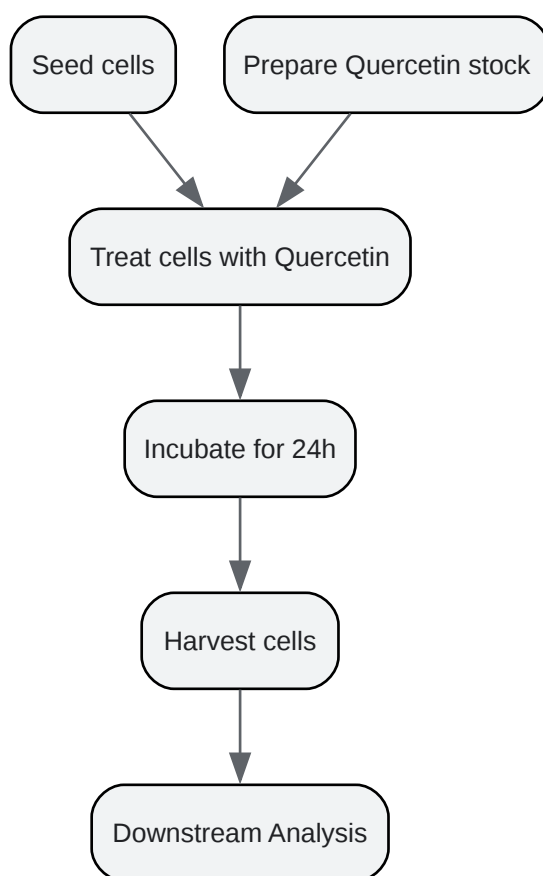 Seed cells
Prepare Quercetin stock
Treat cells with Quercetin
Incubate for 24h
Harvest cells
Downstream Analysis